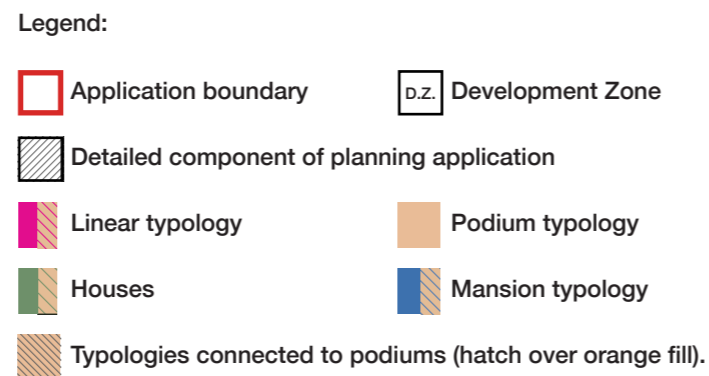 Legend:
Application boundary
D.Z. Development Zone
Detailed component of planning application
Linear typology
Podium typology
Houses
Mansion typology
Typologies connected to podiums (hatch over orange fill).